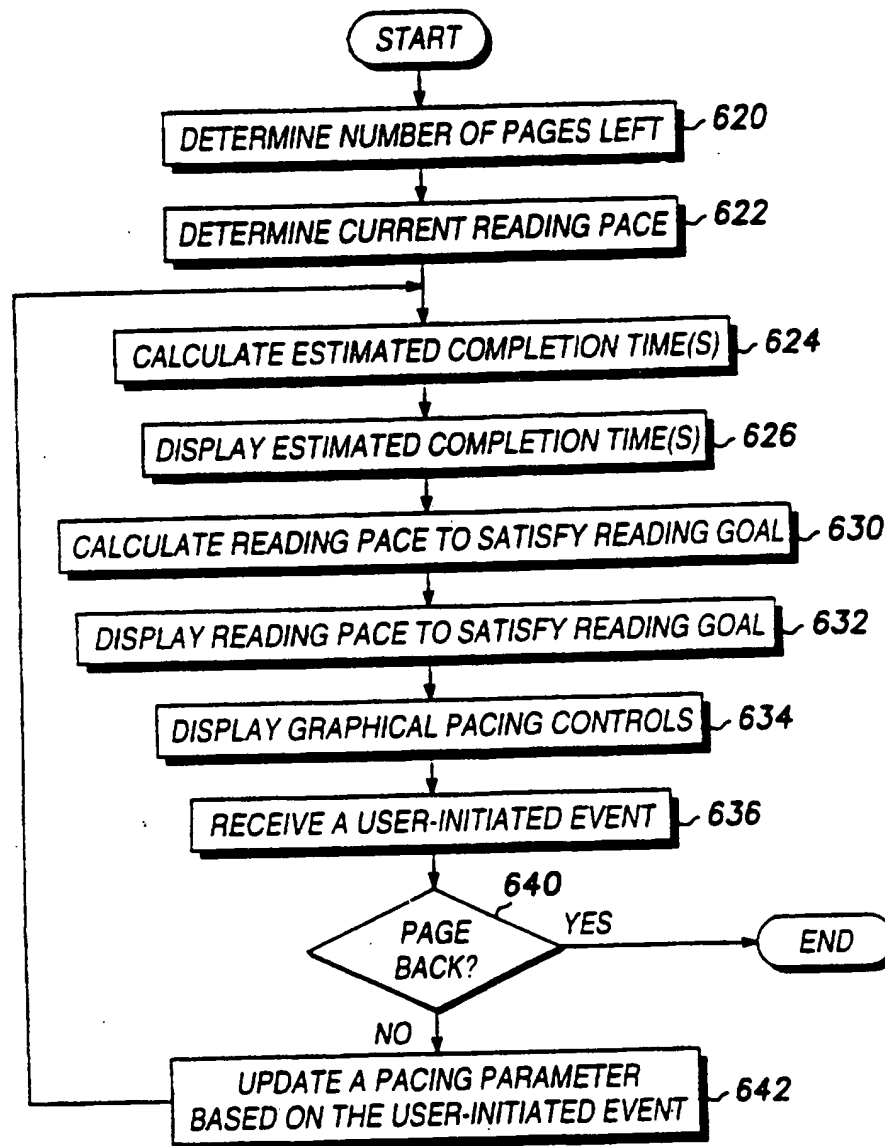 START
DETERMINE NUMBER OF PAGES LEFT 620
DETERMINE CURRENT READING PACE 622
CALCULATE ESTIMATED COMPLETION TIME(S) 624
DISPLAY ESTIMATED COMPLETION TIME(S) 626
CALCULATE READING PACE TO SATISFY READING GOAL 630
DISPLAY READING PACE TO SATISFY READING GOAL 632
DISPLAY GRAPHICAL PACING CONTROLS 634
RECEIVE A USER-INITIATED EVENT 636
640
PAGE
BACK?
YES
END
NO
UPDATE A PACING PARAMETER
BASED ON THE USER-INITIATED EVENT 642